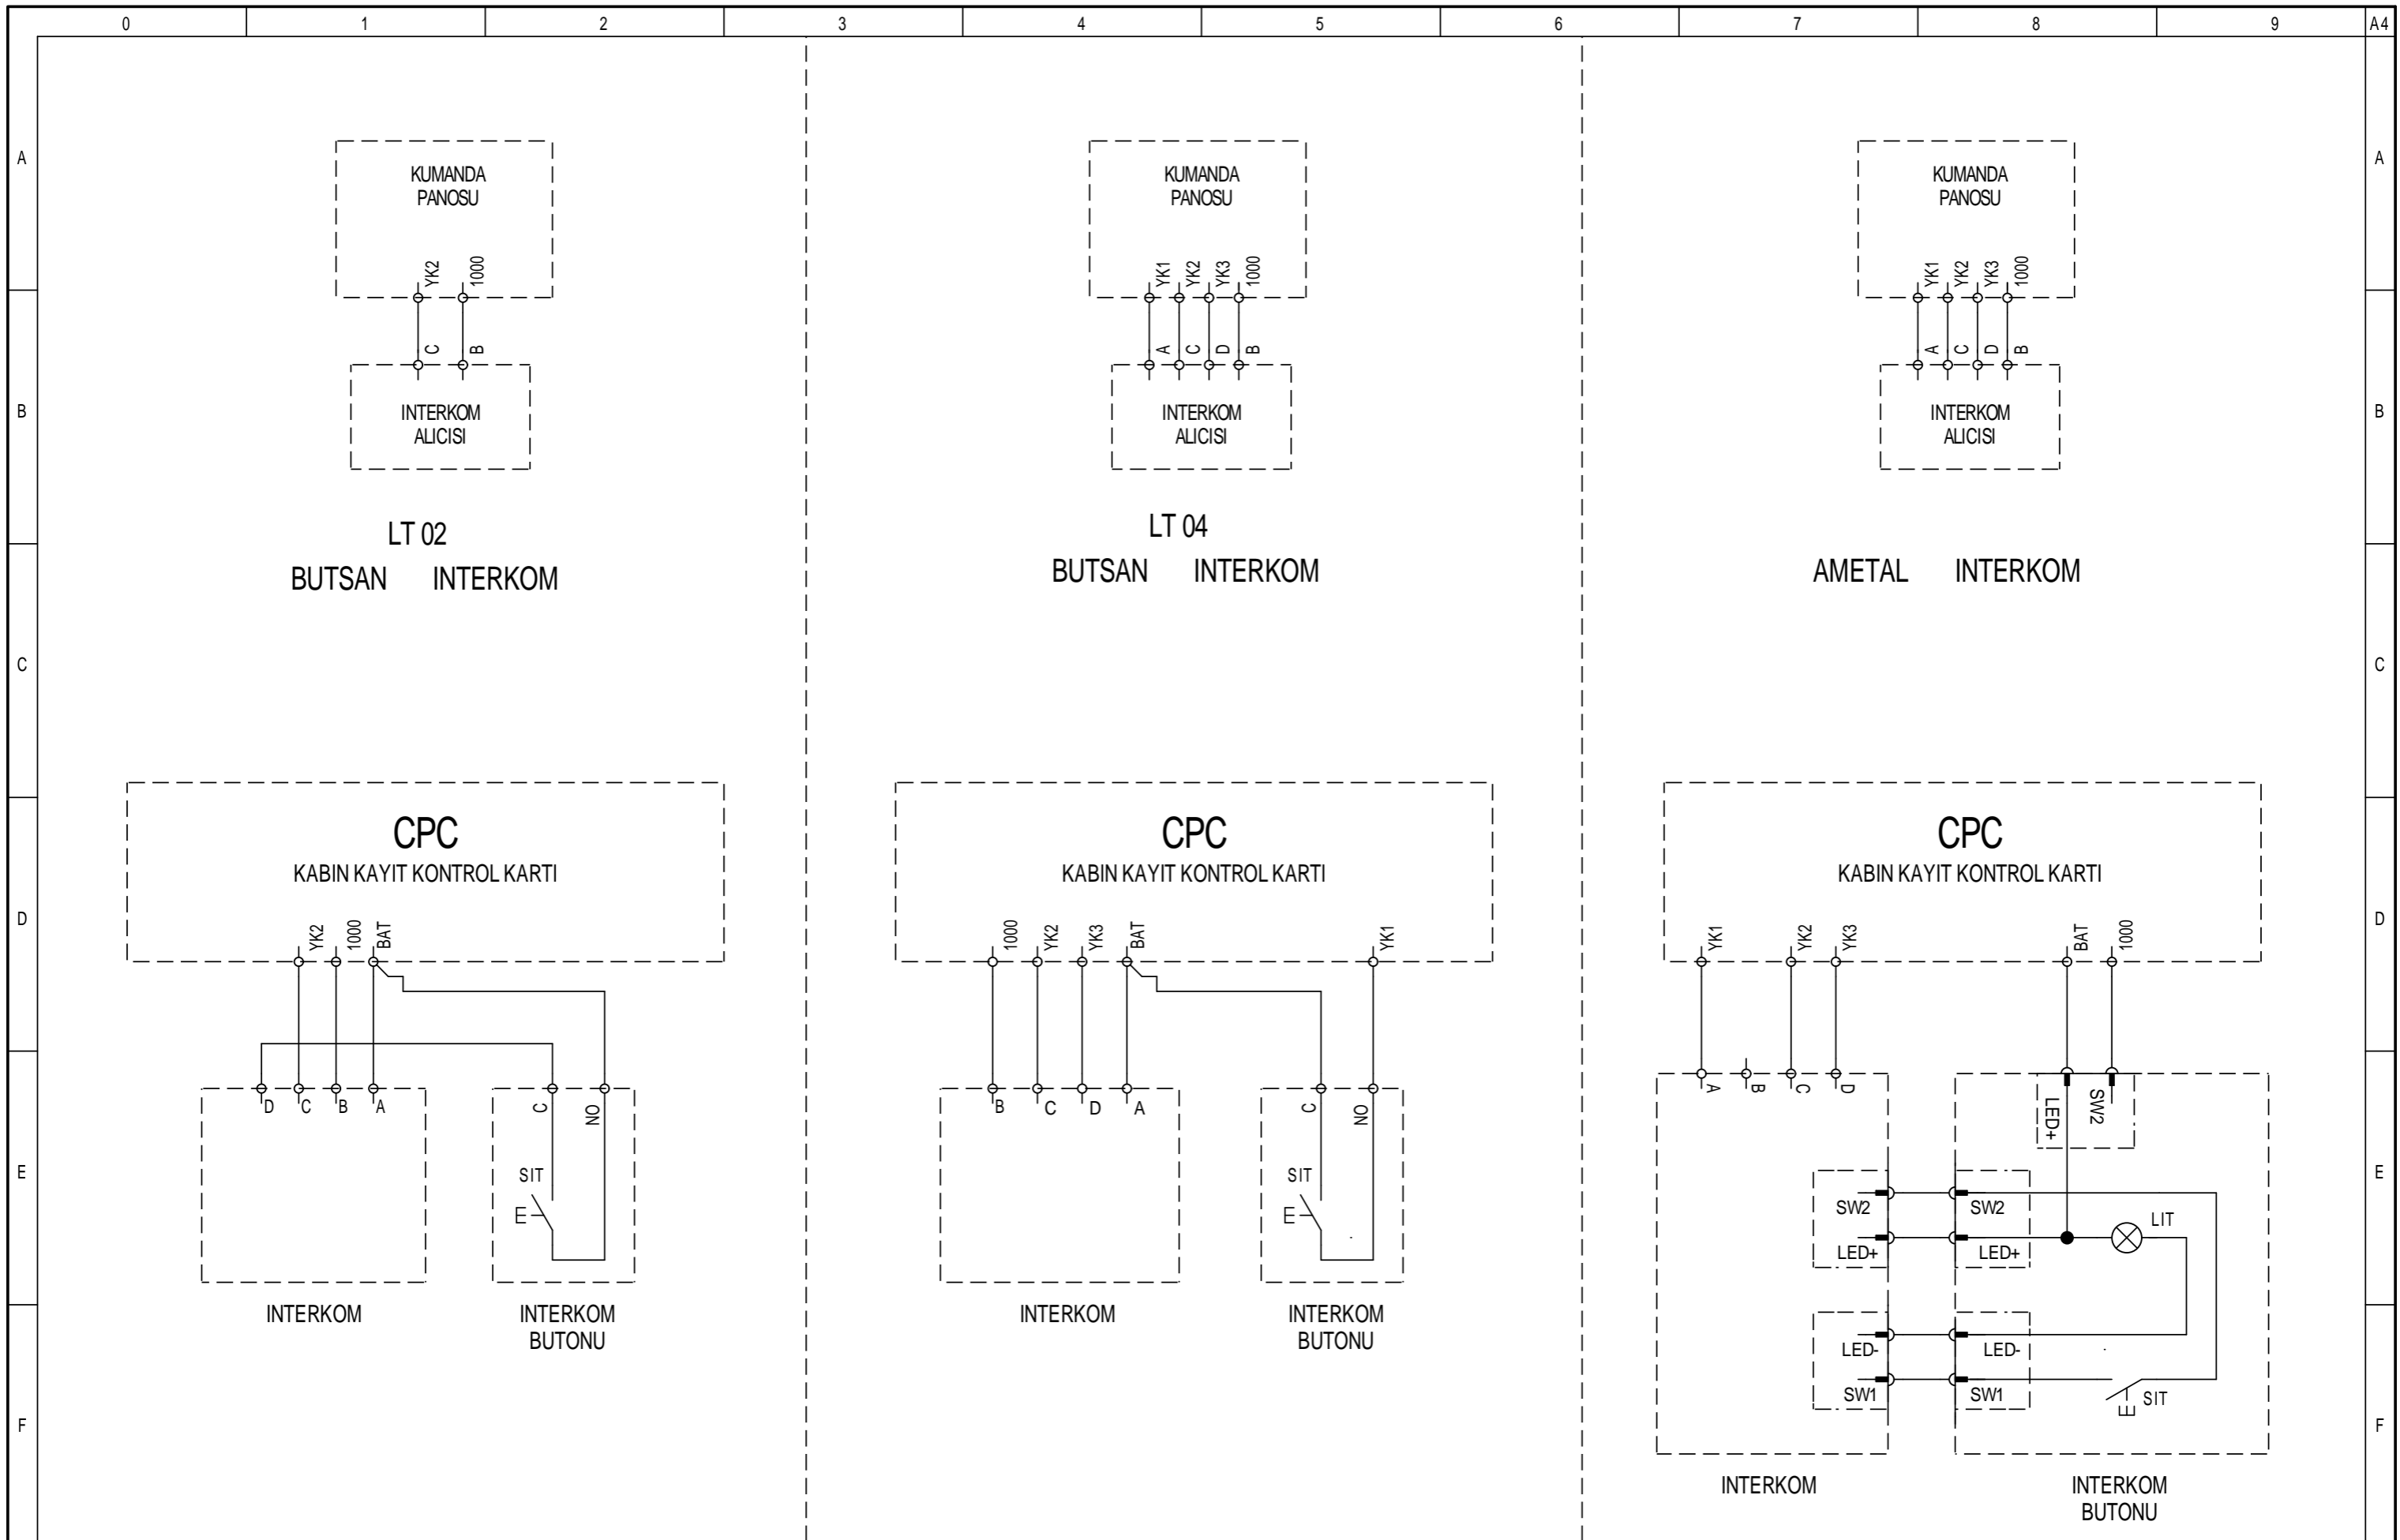 0 1 2 3 4 5 6 7 8 9 A4
A A
B B
C C
D D
E E
F F
KUMANDA
PANOSU
YK2 1000
C B
INTERKOM
ALICISI
LT 02
BUTSAN INTERKOM
CPC
KABIN KAYIT KONTROL KARTI
YK2 1000 BAT
D C B A
C ON
SIT
INTERKOM
INTERKOM
BUTONU
KUMANDA
PANOSU
YK1 YK2 YK3 1000
A C D B
INTERKOM
ALICISI
LT 04
BUTSAN INTERKOM
CPC
KABIN KAYIT KONTROL KARTI
1000 YK2 YK3 BAT YK1
B C D A
C ON
SIT
INTERKOM
INTERKOM
BUTONU
KUMANDA
PANOSU
YK1 YK2 YK3 1000
A C D B
INTERKOM
ALICISI
AMETAL INTERKOM
CPC
KABIN KAYIT KONTROL KARTI
YK1 YK2 YK3 BAT 1000
A B C D
LED+ SW2
SW2 SW2
LIT
LED+ LED+
LED- LED-
SW1 SW1
SIT
INTERKOM
INTERKOM
BUTONU